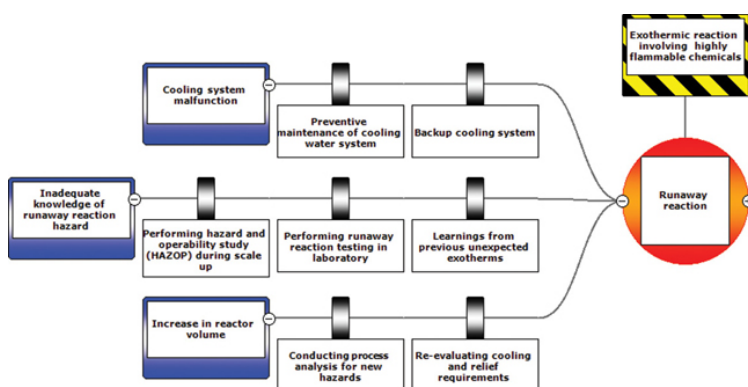 Exothermic reaction
involving highly
flammable chemicals
Cooling system
malfunction
Preventive
maintenance of cooling
water system
Backup cooling system
Inadequate
knowledge of
runaway reaction
hazard
Performing hazard and
operability study
(HAZOP) during scale
up
Performing runaway
reaction testing in
laboratory
Learnings from
previous unexpected
exotherms
Runaway
reaction
Increase in reactor
volume
Conducting process
analysis for new
hazards
Re-evaluating cooling
and relief
requirements